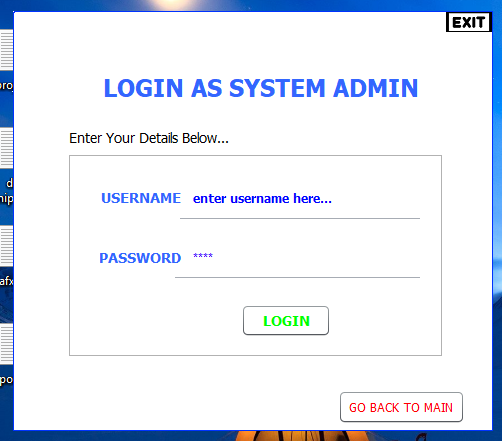 EXIT
LOGIN AS SYSTEM ADMIN
Enter Your Details Below...
USERNAME enter username here...
PASSWORD ****
LOGIN
GO BACK TO MAIN